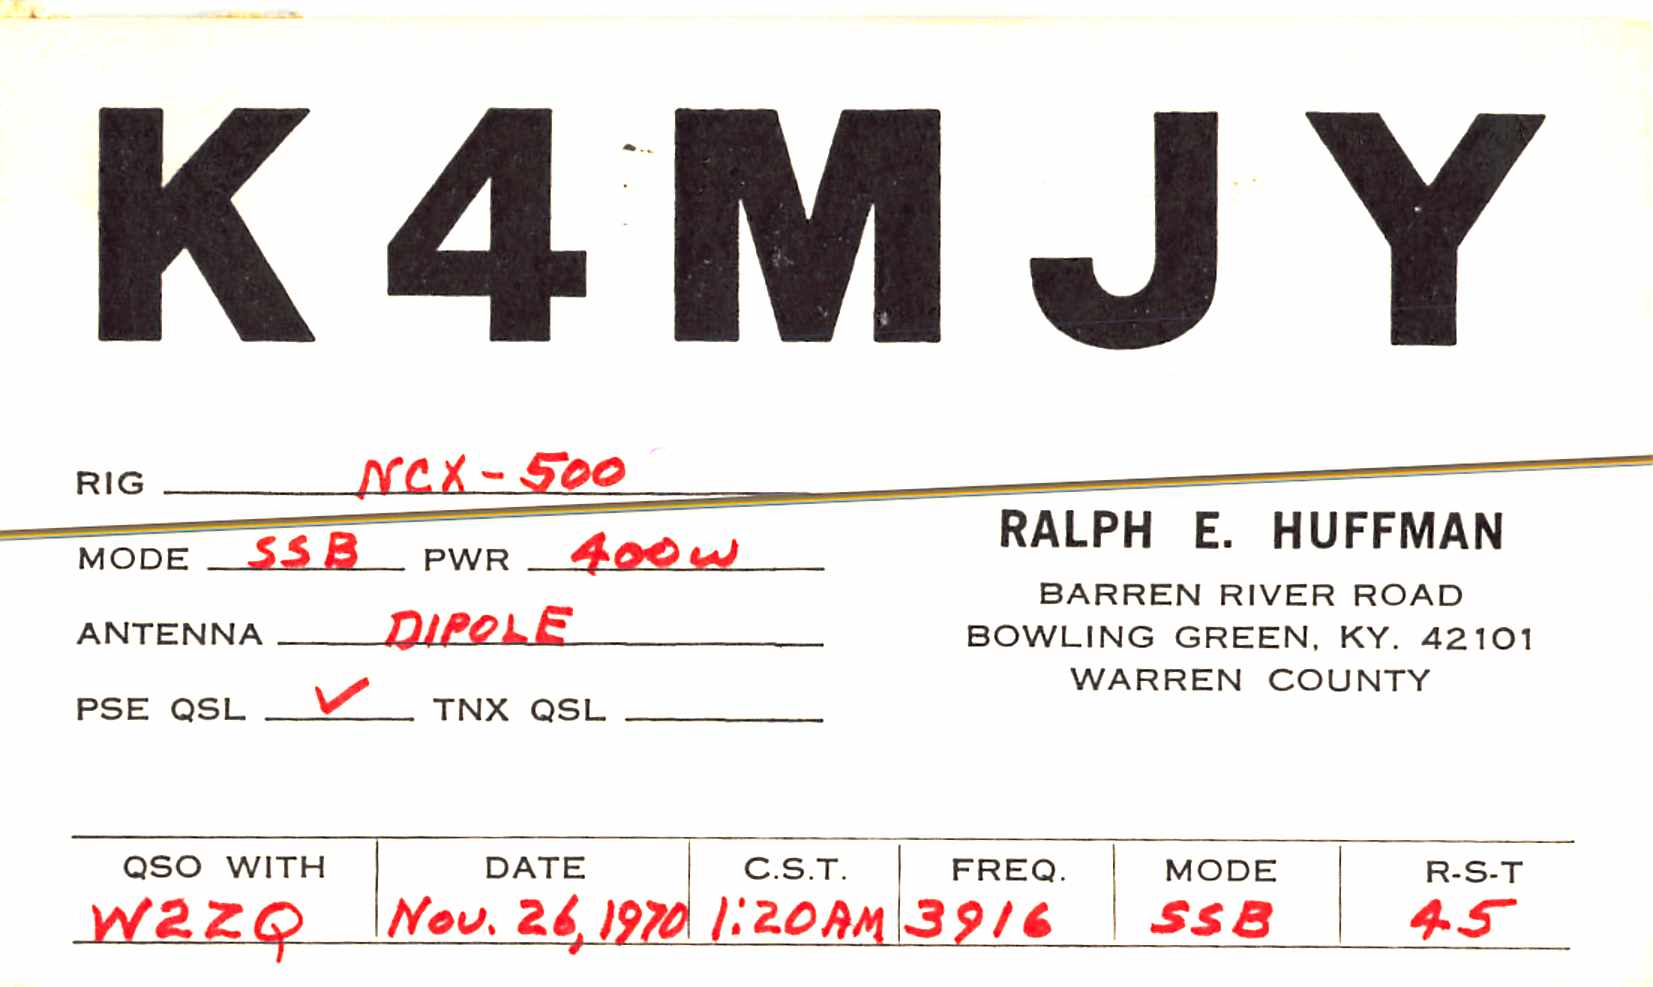 K4MJY
RIG NCX-500
MODE SSB PWR 400W
ANTENNA DIPOLE
PSE QSL ✓ TNX QSL
RALPH E. HUFFMAN
BARREN RIVER ROAD
BOWLING GREEN, KY. 42101
WARREN COUNTY
QSO WITH DATE C.S.T. FREQ. MODE R-S-T
W2ZQ Nov. 26, 1970 1:20AM 3916 SSB 45